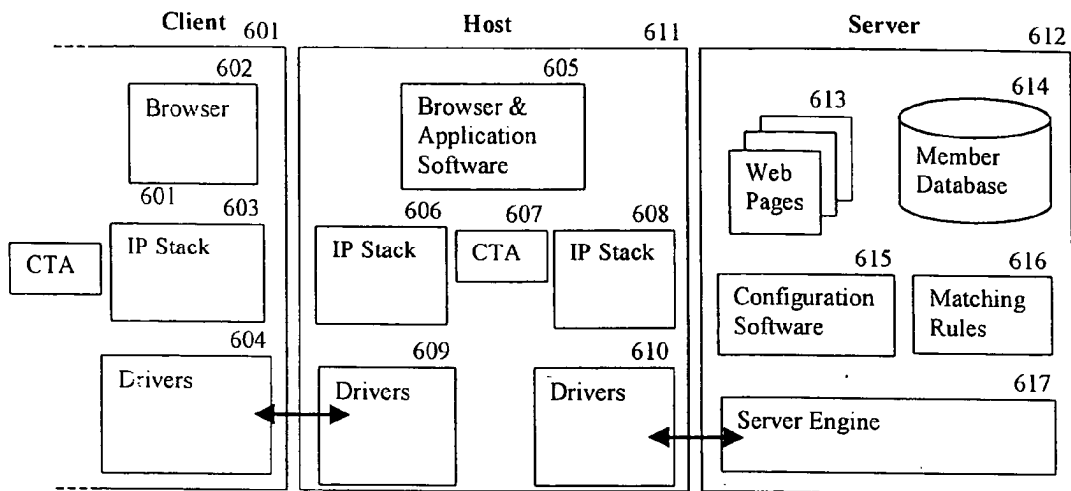 Client
601
602
Browser
601
603
CTA
IP Stack
604
Drivers
Host
611
605
Browser &
Application
Software
606
IP Stack
607
CTA
608
IP Stack
609
Drivers
610
Drivers
Server
612
613
Web
Pages
614
Member
Database
615
Configuration
Software
616
Matching
Rules
617
Server Engine